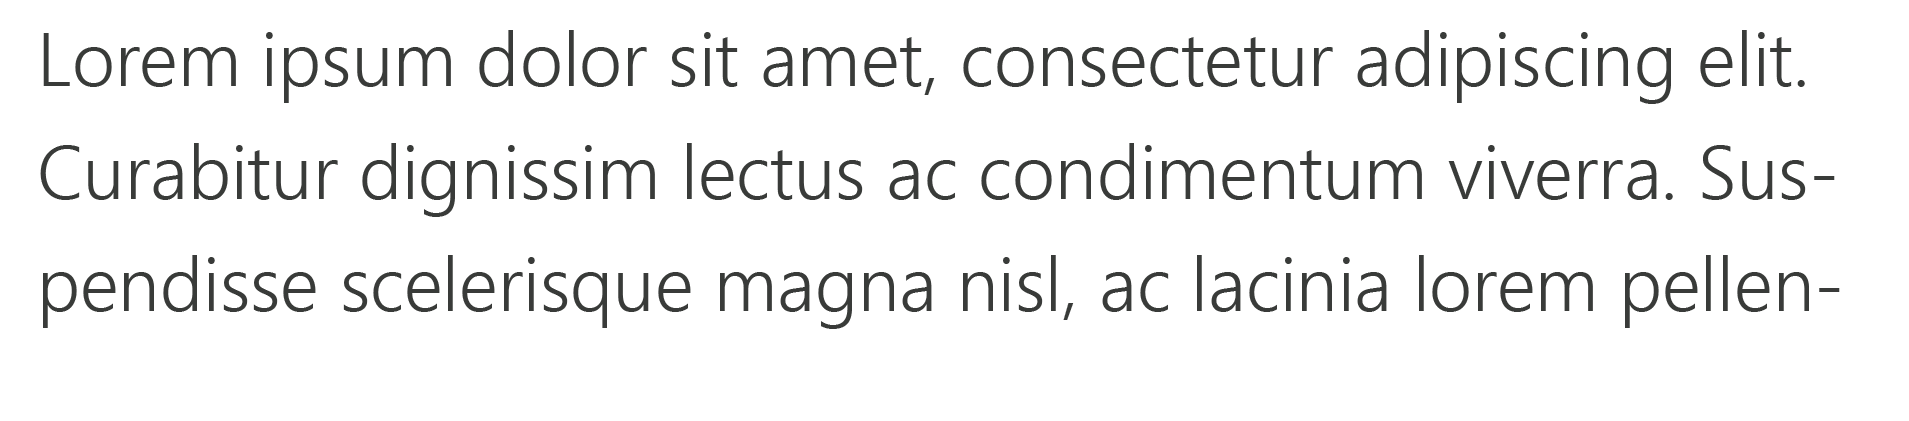 Lorem ipsum dolor sit amet, consectetur adipiscing elit.
Curabitur dignissim lectus ac condimentum viverra. Sus-
pendisse scelerisque magna nisl, ac lacinia lorem pellen-